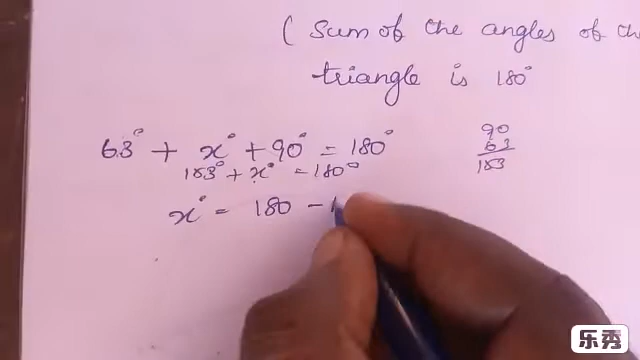 ( Sum of the angles of
triangle is 180°
63° + x° + 90° = 180°
153° + x° = 180°
x° = 180 -
90
63
153
乐秀